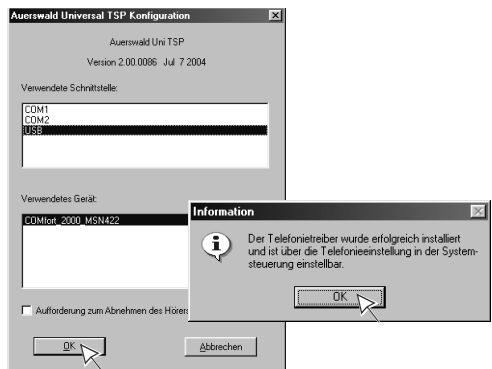 Auerswald Universal TSP Konfiguration
Auerswald Uni TSP
Version 2.00.0086 Jul 7 2004
Verwendete Schnittstelle:
COM1
COM2
USB
Verwendetes Gerät:
COMfort_2000_MSN422
Aufforderung zum Abnehmen des Hörers
OK
Abbrechen
Information
Der Telefonietreiber wurde erfolgreich installiert
und ist über die Telefonieeinstellung in der System-
steuerung einstellbar.
OK